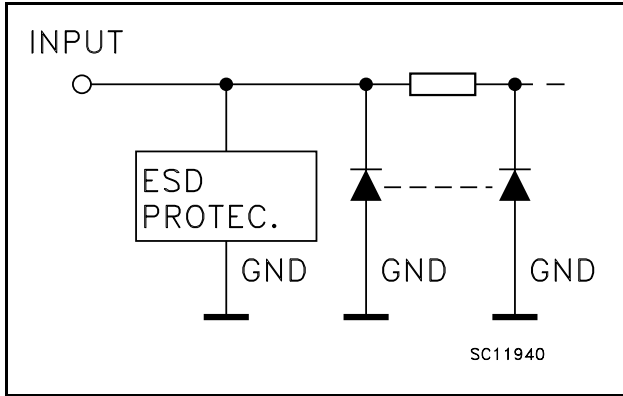 INPUT
ESD
PROTEC.
GND
GND
GND
SC11940